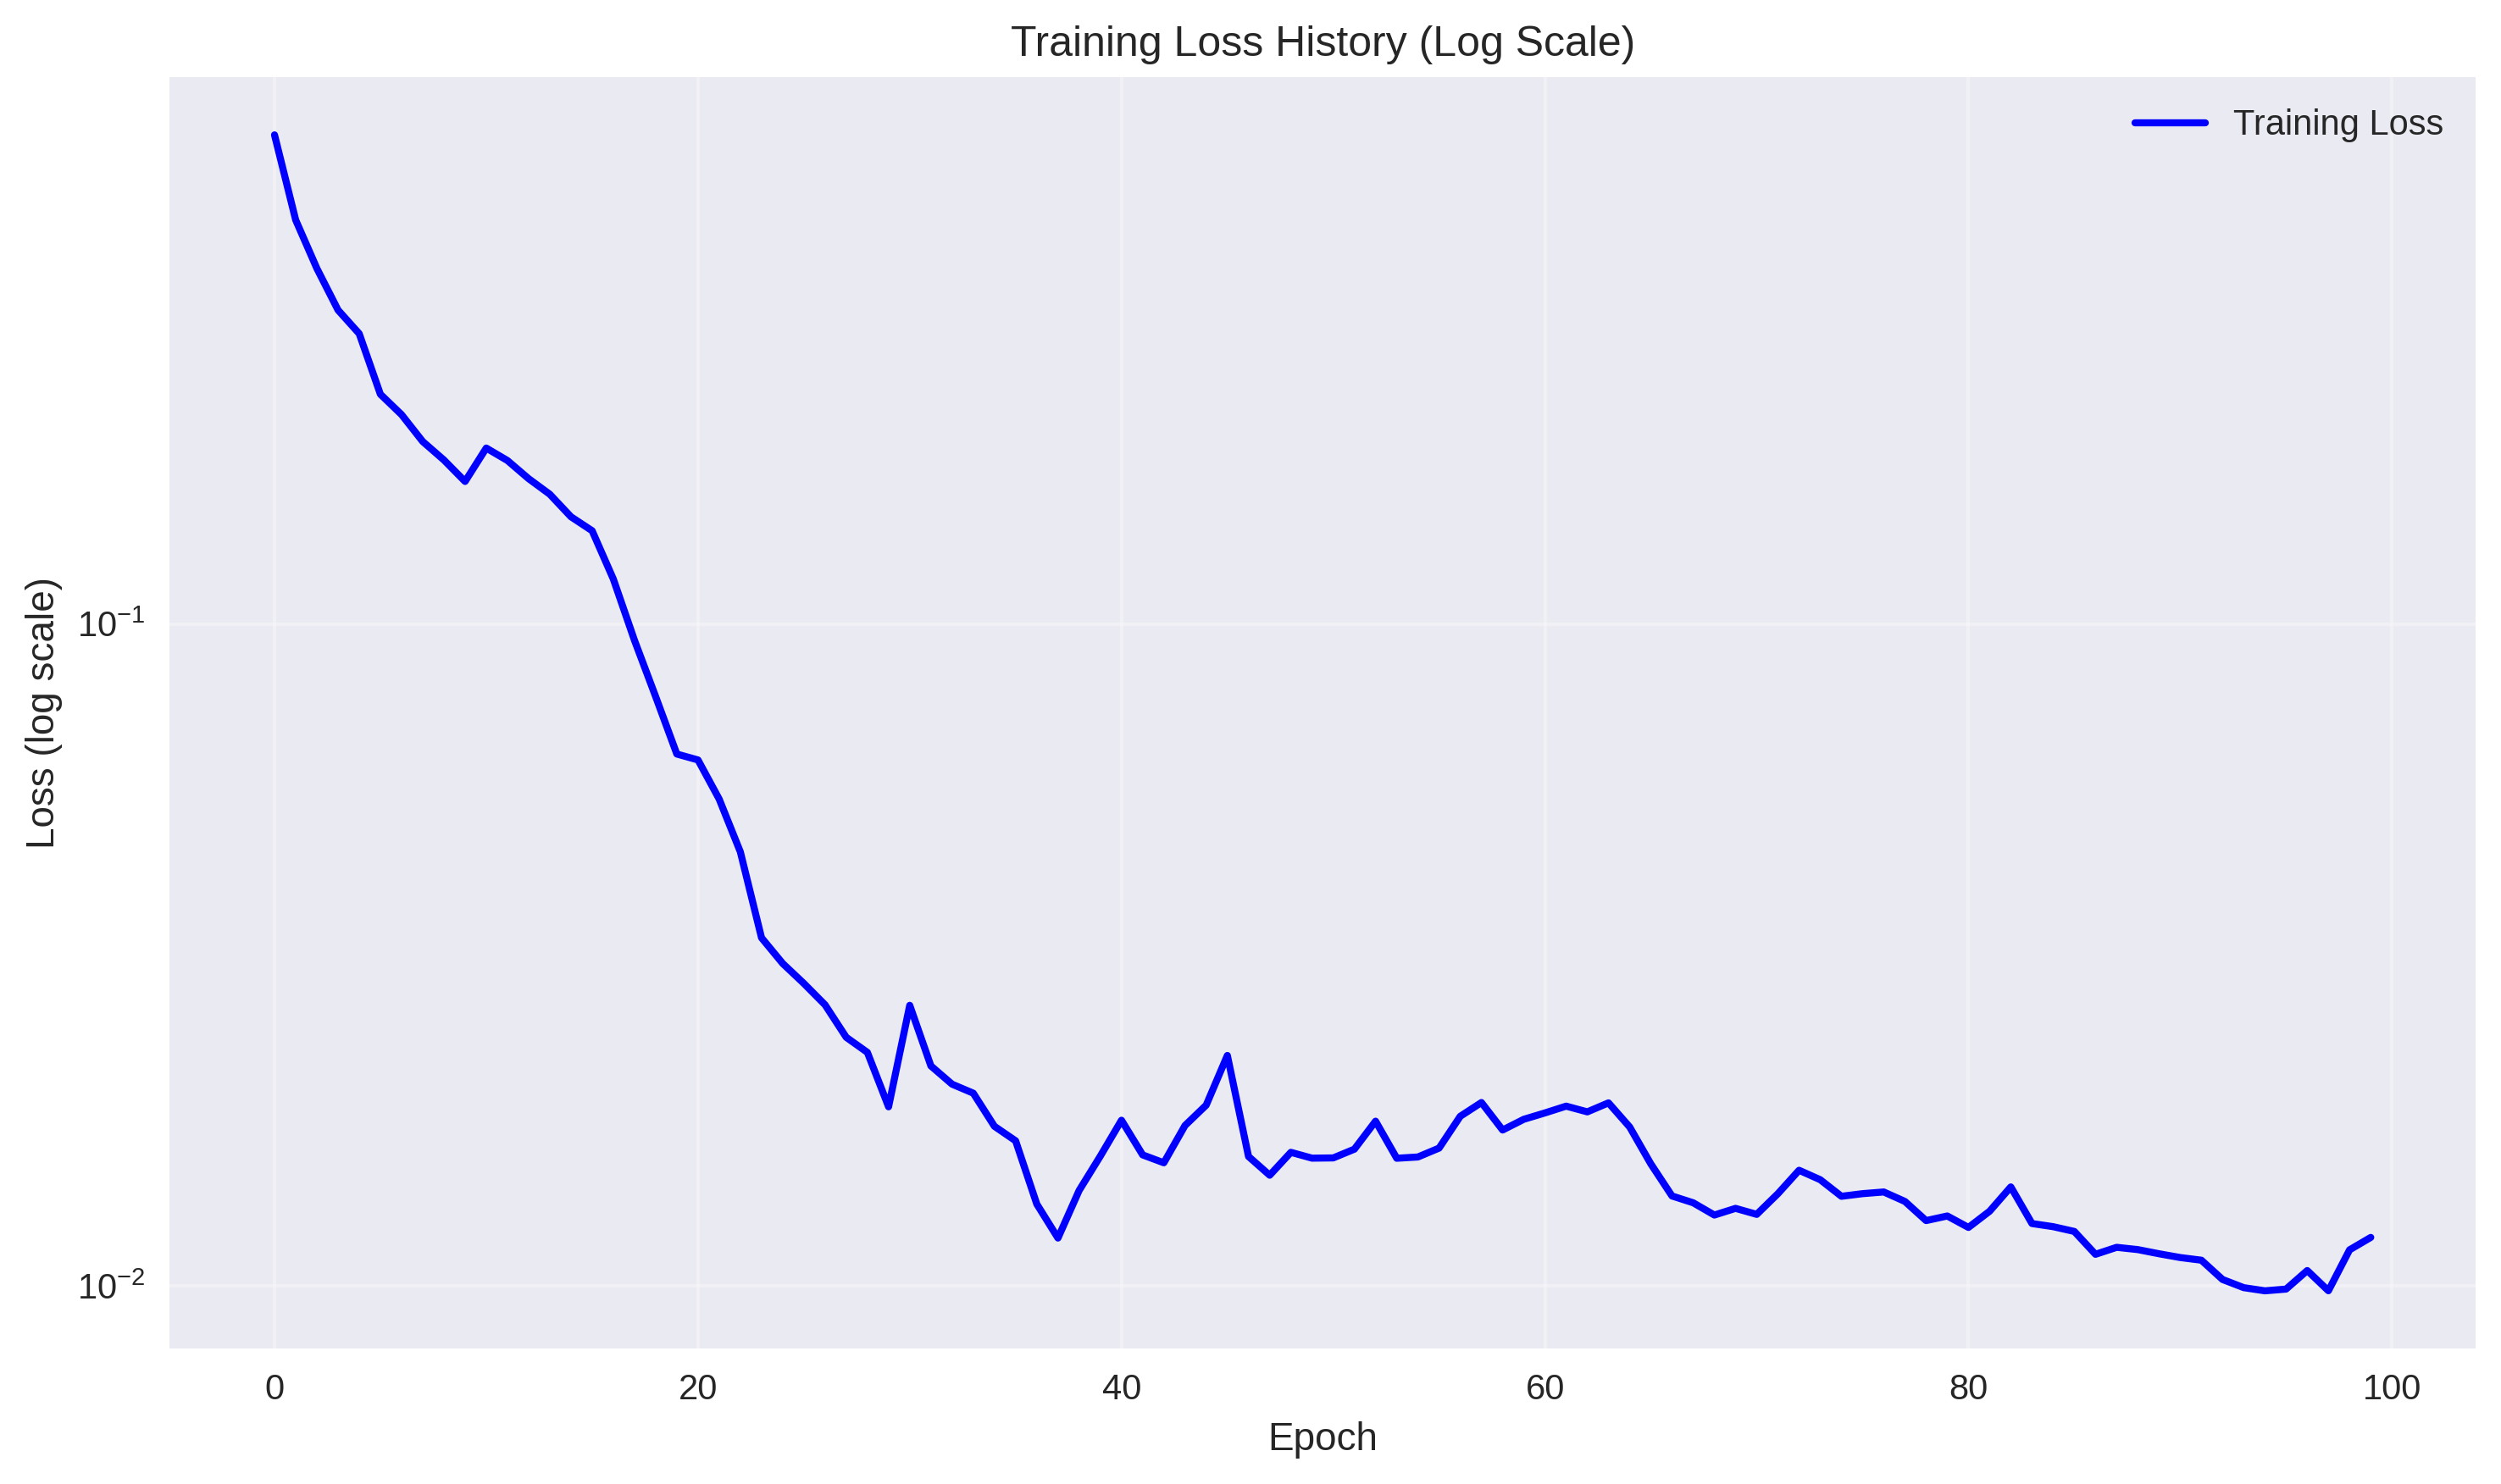 Training Loss History (Log Scale)
Training Loss
Loss (log scale)
10⁻¹
10⁻²
0 20 40 60 80 100
Epoch